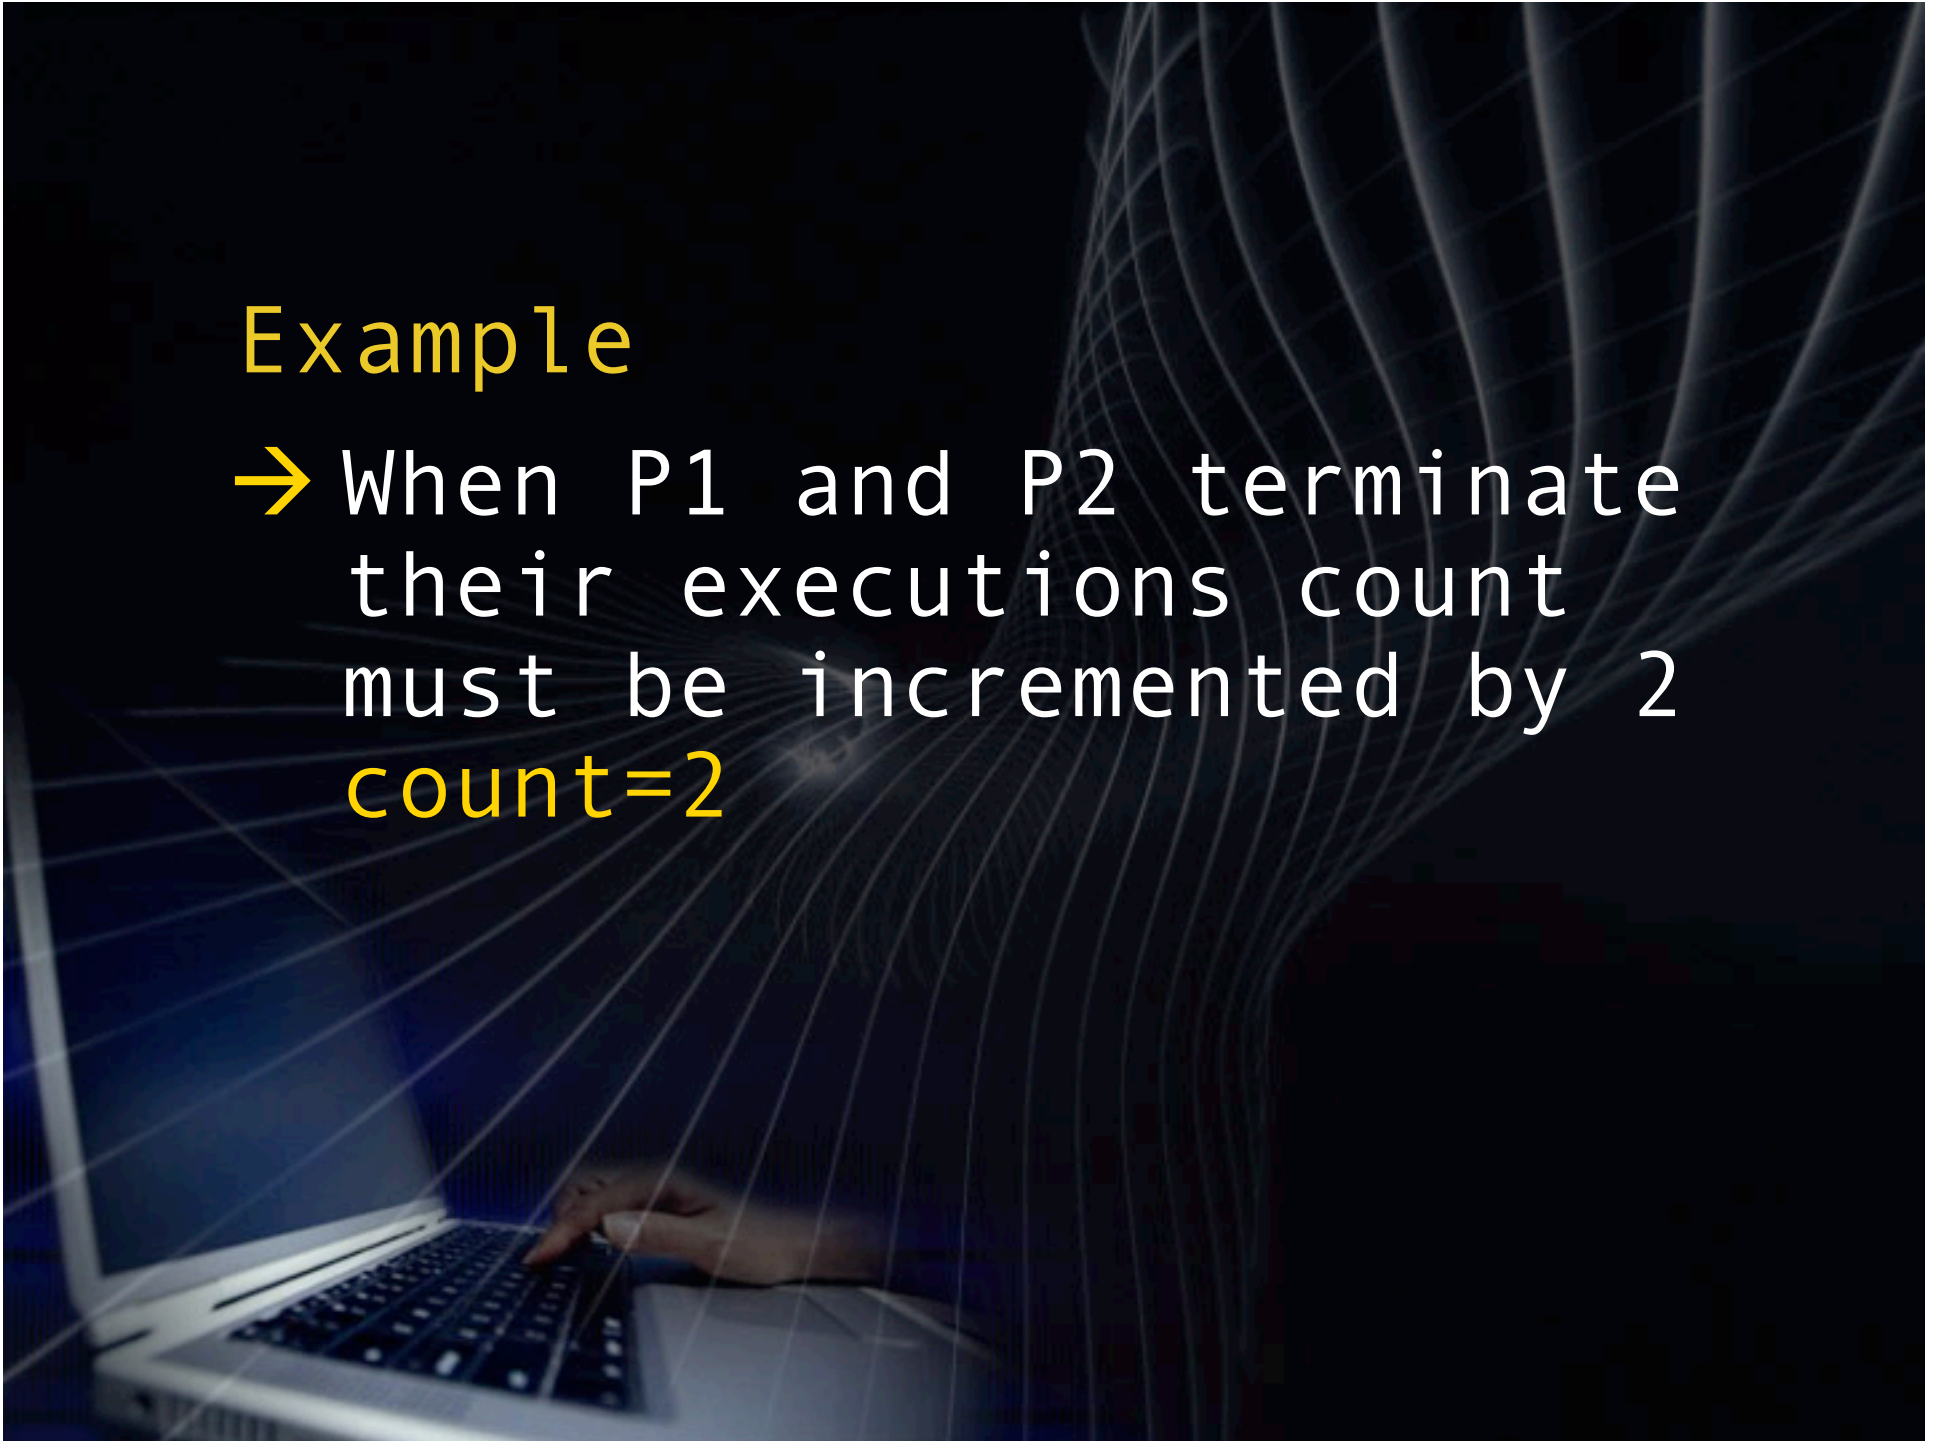 Example
→ When P1 and P2 terminate
their executions count
must be incremented by 2
count=2